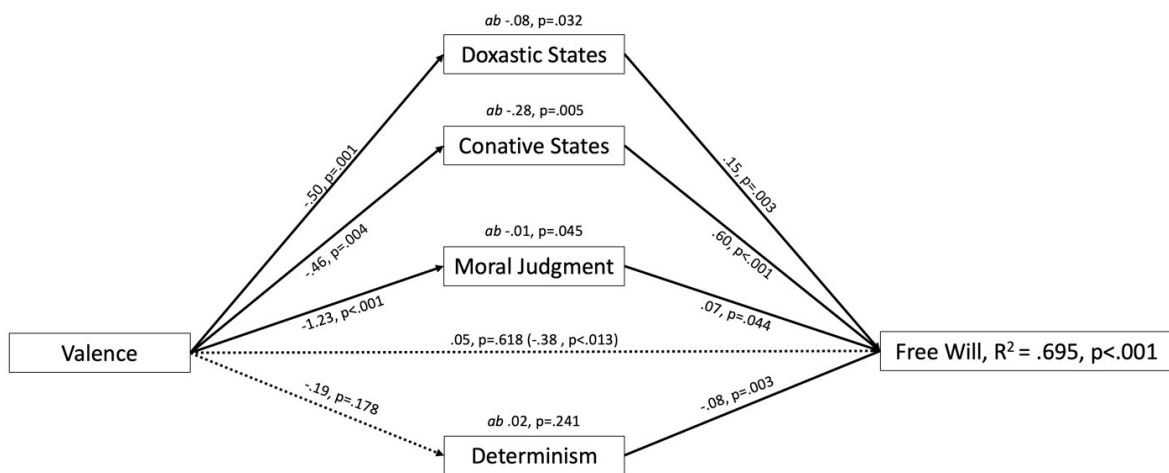 ab -.08, p=.032
Doxastic States
ab -.28, p=.005
Conative States
-.50, p=.001
.15, p=.003
-.46, p=.004
.60, p<.001
ab -.01, p=.045
Moral Judgment
-1.23, p<.001
.07, p=.044
Valence
.05, p=.618 (-.38 , p<.013)
Free Will, R² = .695, p<.001
-.19, p=.178
-.08, p=.003
ab .02, p=.241
Determinism